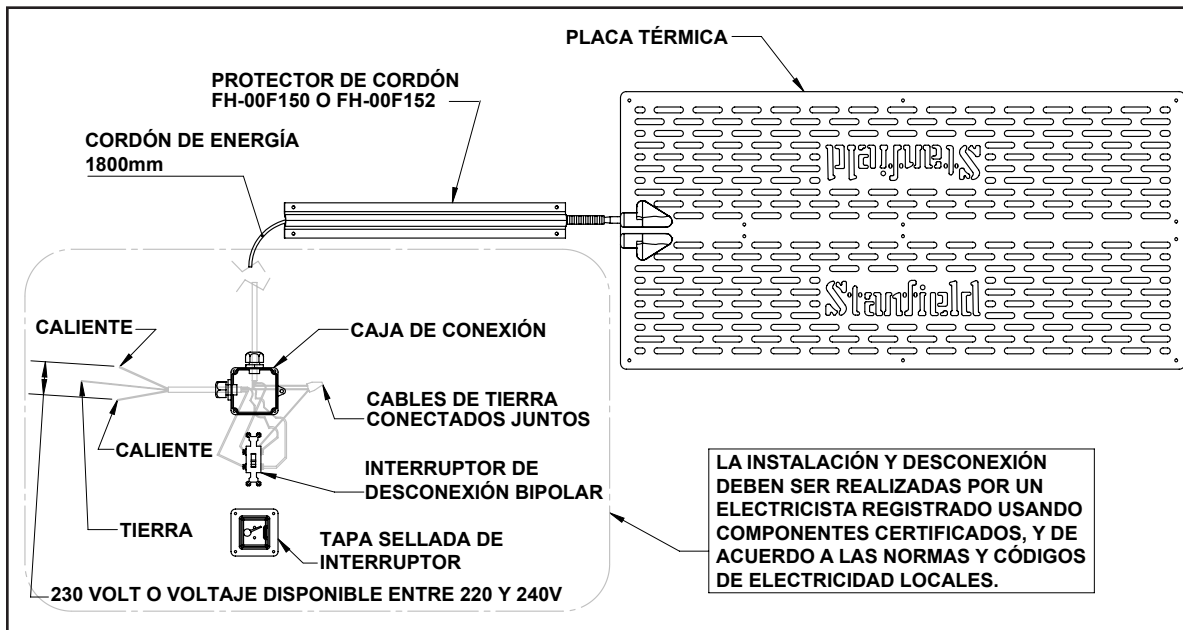 PLACA TÉRMICA
PROTECTOR DE CORDÓN
FH-00F150 O FH-00F152
CORDÓN DE ENERGÍA
1800mm
Stanfield
Stanfield
CALIENTE
CAJA DE CONEXIÓN
CABLES DE TIERRA
CONECTADOS JUNTOS
CALIENTE
INTERRUPTOR DE
DESCONEXIÓN BIPOLAR
TIERRA
TAPA SELLADA DE
INTERRUPTOR
230 VOLT O VOLTAJE DISPONIBLE ENTRE 220 Y 240V
LA INSTALACIÓN Y DESCONEXIÓN
DEBEN SER REALIZADAS POR UN
ELECTRICISTA REGISTRADO USANDO
COMPONENTES CERTIFICADOS, Y DE
ACUERDO A LAS NORMAS Y CÓDIGOS
DE ELECTRICIDAD LOCALES.